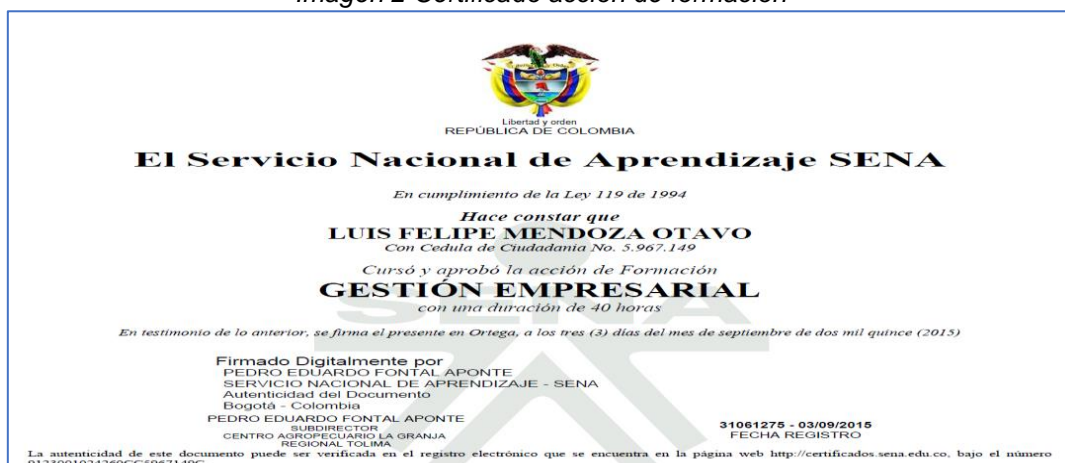 Imagen 2 Certificado acción de formación
Libertad y orden
REPÚBLICA DE COLOMBIA
El Servicio Nacional de Aprendizaje SENA
En cumplimiento de la Ley 119 de 1994
Hace constar que
LUIS FELIPE MENDOZA OTAVO
Con Cedula de Ciudadania No. 5.967.149
Cursó y aprobó la acción de Formación
GESTIÓN EMPRESARIAL
con una duración de 40 horas
SENA
En testimonio de lo anterior, se firma el presente en Ortega, a los tres (3) días del mes de septiembre de dos mil quince (2015)
Firmado Digitalmente por
PEDRO EDUARDO FONTAL APONTE
SERVICIO NACIONAL DE APRENDIZAJE - SENA
Autenticidad del Documento
Bogotá - Colombia
PEDRO EDUARDO FONTAL APONTE
SUBDIRECTOR
CENTRO AGROPECUARIO LA GRANJA
REGIONAL TOLIMA
31061275 - 03/09/2015
FECHA REGISTRO
La autenticidad de este documento puede ser verificada en el registro electrónico que se encuentra en la página web http://certificados.sena.edu.co, bajo el número